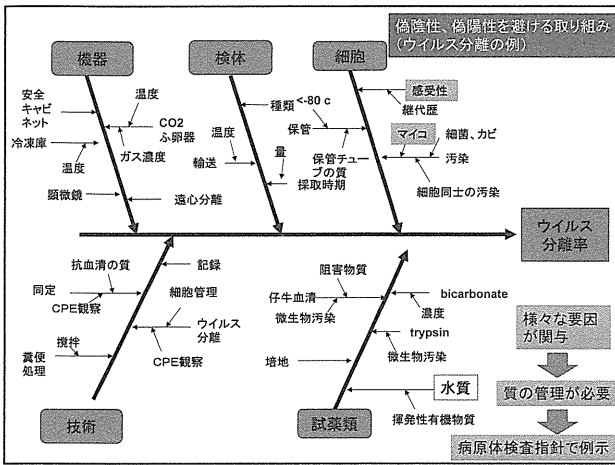 偽陰性、偽陽性を避ける取り組み
(ウイルス分離の例)
機器
検体
細胞
安全
キャビ
ネット
温度
CO2
ふ卵器
ガス濃度
冷凍庫
温度
顕微鏡
遠心分離
種類
温度
輸送
量
採取時期
<-80 c
保管
保管チュー
ブの質
感受性
継代歴
マイコ
細菌、カビ
汚染
細胞同士の汚染
ウイルス
分離率
抗血清の質
同定
CPE観察
記録
細胞管理
ウイルス
分離
CPE観察
攪拌
糞便
処理
技術
阻害物質
仔牛血清
微生物汚染
bicarbonate
濃度
trypsin
微生物汚染
培地
水質
揮発性有機物質
試薬類
様々な要因
が関与
質の管理が必要
病原体検査指針で例示